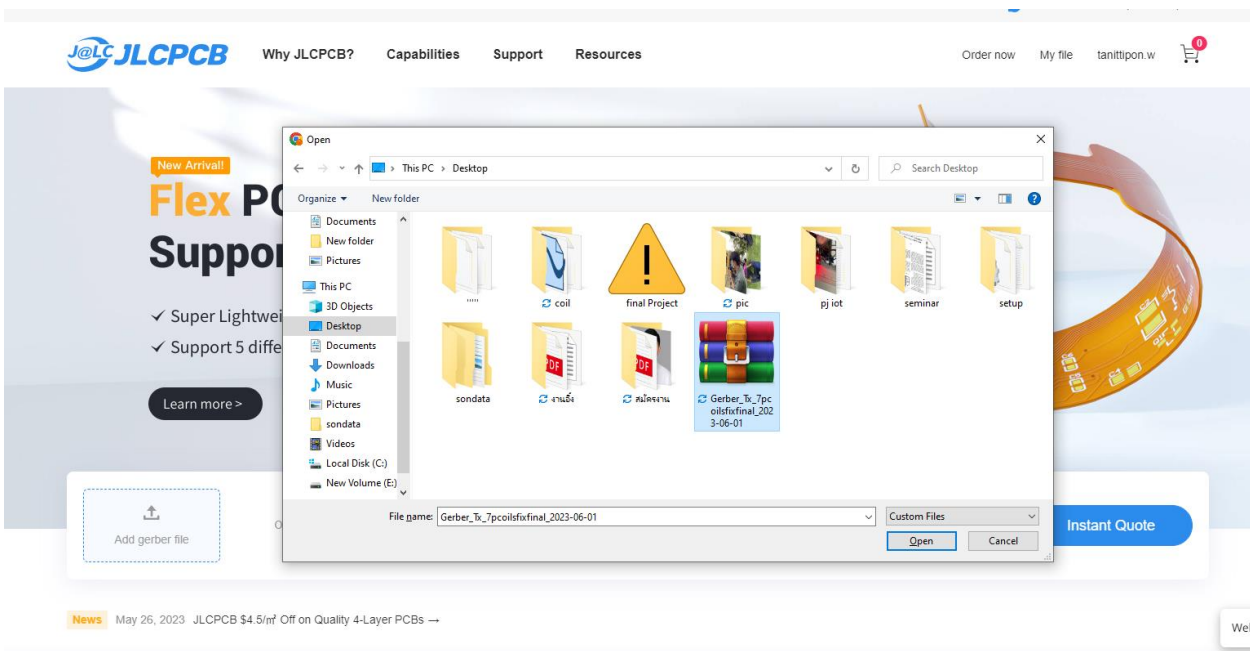 J@LC JLCPCB
Why JLCPCB?
Capabilities
Support
Resources
Order now
My file
tanittipon.w
0
New Arrival!
Flex PC
Suppor
✓ Super Lightwei
✓ Support 5 diffe
Learn more >
Open
This PC > Desktop
Search Desktop
Organize
New folder
Documents
New folder
Pictures
This PC
3D Objects
Desktop
Documents
Downloads
Music
Pictures
sondata
Videos
Local Disk (C:)
New Volume (E:)
'''''
coil
final Project
pic
pj iot
seminar
setup
sondata
PDF
งานยิ้ง
PDF
สมัครงาน
Gerber_Tx_7pc
oilsfixfinal_202
3-06-01
File name:
Gerber_Tx_7pcoilsfixfinal_2023-06-01
Custom Files
Open
Cancel
Add gerber file
O
Instant Quote
News
May 26, 2023
JLCPCB $4.5/㎡ Off on Quality 4-Layer PCBs →
Wel